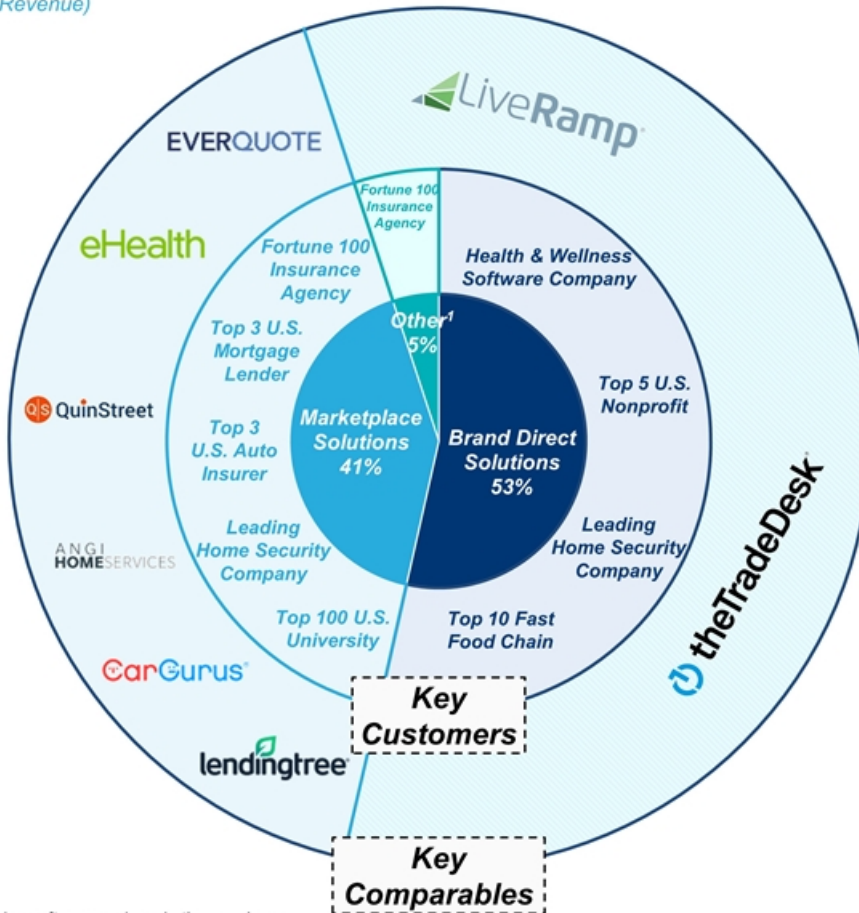 Revenue)
LiveRamp
EVERQUOTE
eHealth
QS QuinStreet
ANGI
HOMESERVICES
CarGurus®
lendingtree®
theTradeDesk
Fortune 100
Insurance
Agency
Fortune 100
Insurance
Agency
Top 3 U.S.
Mortgage
Lender
Top 3
U.S. Auto
Insurer
Leading
Home Security
Company
Top 100 U.S.
University
Health & Wellness
Software Company
Top 5 U.S.
Nonprofit
Leading
Home Security
Company
Top 10 Fast
Food Chain
Other¹
5%
Marketplace
Solutions
41%
Brand Direct
Solutions
53%
Key
Customers
Key
Comparables